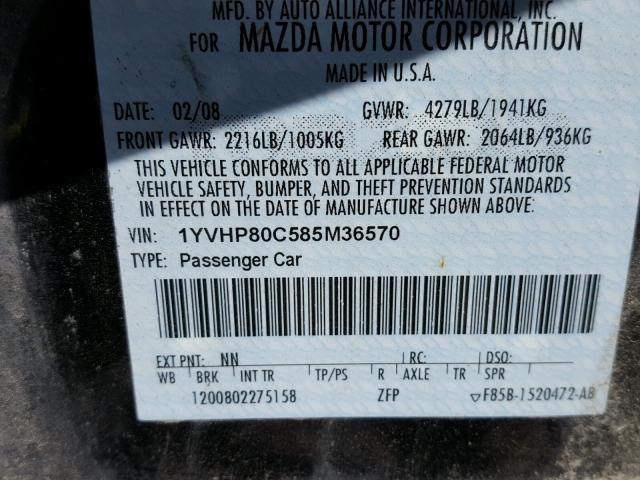 MFD. BY AUTO ALLIANCE INTERNATIONAL, INC.
FOR MAZDA MOTOR CORPORATION
MADE IN U.S.A.
DATE: 02/08 GVWR: 4279LB/1941KG
FRONT GAWR: 2216LB/1005KG REAR GAWR: 2064LB/936KG
THIS VEHICLE CONFORMS TO ALL APPLICABLE FEDERAL MOTOR
VEHICLE SAFETY, BUMPER, AND THEFT PREVENTION STANDARDS
IN EFFECT ON THE DATE OF MANUFACTURE SHOWN ABOVE.
VIN: 1YVHP80C585M36570
TYPE: Passenger Car
EXT PNT: NN RC: DSO:
WB BRK INT TR TP/PS R AXLE TR SPR
1200802275158 ZFP ▽F85B-1520472-AB